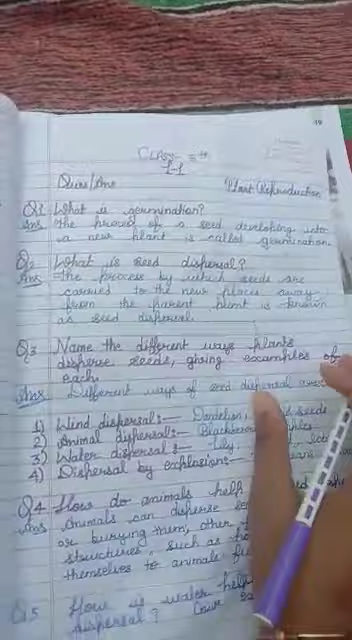 19
Class - 5th
L-1
Ques/Ans
Plant Reproduction
Q1 What is germination?
Ans The process of a seed developing into
a new plant is called germination
Q2 What is seed dispersal?
Ans The process by which seeds are
carried to the new places away
from the parent plant is known
as seed dispersal.
Q3 Name the different ways plants
disperse seeds, giving examples of
each.
Ans Different ways of seed dispersal are:
1) Wind dispersal:— Dandelion, seeds
2) Animal dispersal:—
3) Water dispersal:— Lily,
4) Dispersal by explosion:—
Q4 How do animals help
Ans Animals can disperse
or burying them, other
structures, such as
themselves to animals
Q5 How is water help
dispersal?